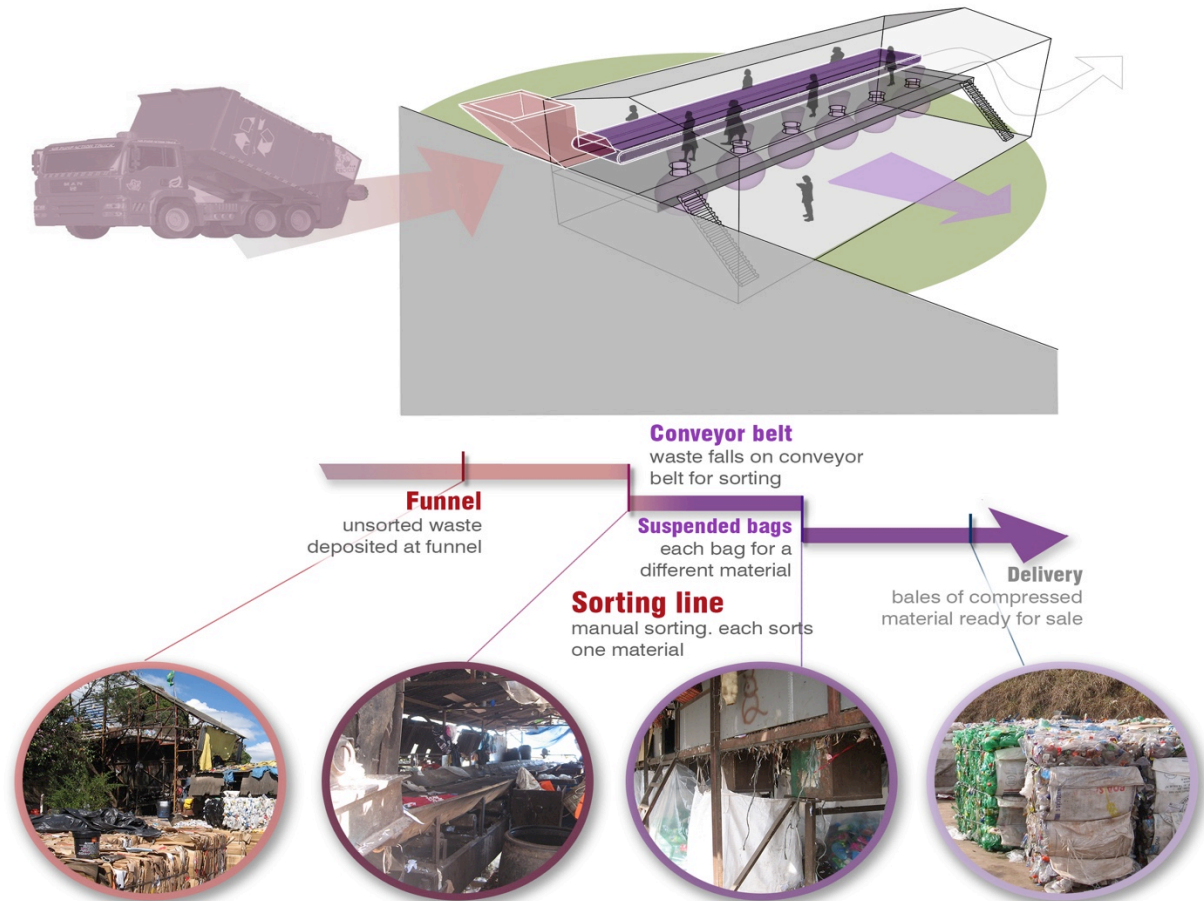 Conveyor belt
waste falls on conveyor
belt for sorting
Funnel
unsorted waste
deposited at funnel
Suspended bags
each bag for a
different material
Sorting line
manual sorting. each sorts
one material
Delivery
bales of compressed
material ready for sale